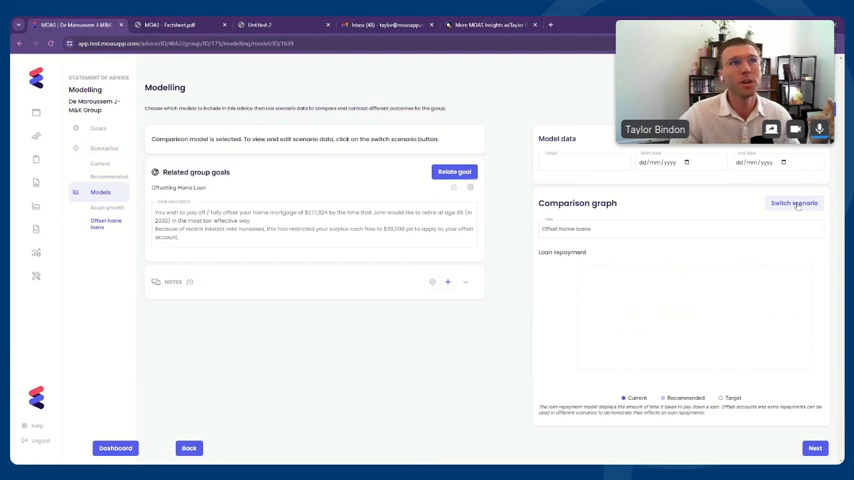 MOAS | De Maroussem J-
MOAS - Factsheet.pdf
Untitled-2
Inbox (48) - taylor@moasap...
More MOAS Insights w/Taylor
app.test.moasapp.com/advice/ID/4662/group/ID/175/modelling/model/ID/1639
STATEMENT OF ADVICE
Modelling
De Maroussem J-
M&K Group
Goals
Scenarios
Current
Recommended
Models
Asset growth
Offset home
loans
Help
Logout
Modelling
Choose which models to include in this advice then use scenario data to compare and contrast different outcomes for the group.
Comparison model is selected. To view and edit scenario data, click on the switch scenario button.
Related group goals
Relate goal
Offsetting Home Loan
Goal description
You wish to pay off / fully offset your home mortgage of $277,024 by the time that John would like to retire at age 65 (in
2030) in the most tax-effective way.
Because of recent interest rate increases, this has restricted your surplus cash flow to $39,000 pa to apply to your offset
account.
NOTES (1)
Dashboard
Back
Model data
Target
Start date
End date
dd/mm/yyyy
dd/mm/yyyy
Comparison graph
Switch scenario
Title
Offset home loans
Loan repayment
Current
Recommended
Target
The loan repayment model displays the amount of time it takes to pay down a loan. Offset accounts and extra repayments can be
used in different scenarios to demonstrate their effects on loan repayments.
Next
Taylor Bindon